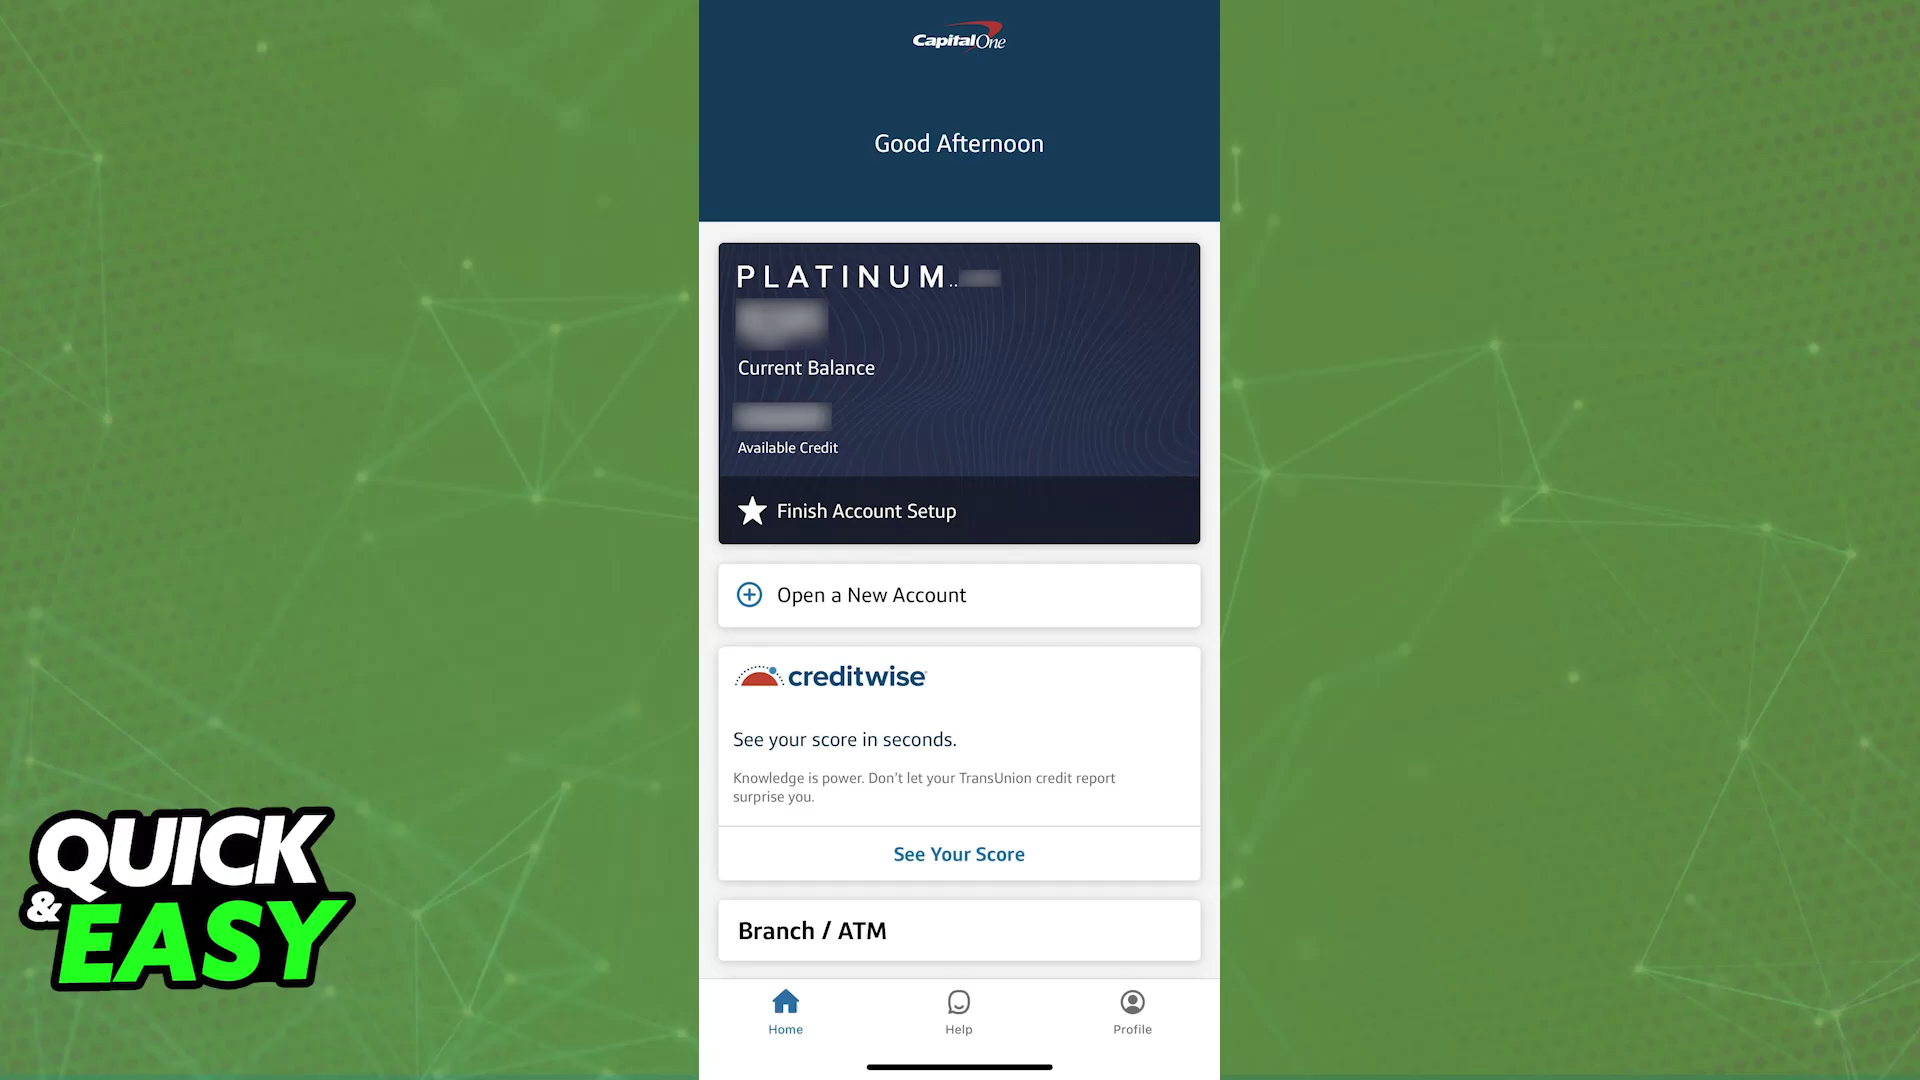 CapitalOne
Good Afternoon
PLATINUM..
Current Balance
Available Credit
Finish Account Setup
Open a New Account
creditwise
See your score in seconds.
Knowledge is power. Don't let your TransUnion credit report
surprise you.
See Your Score
Branch / ATM
Home
Help
Profile
QUICK
& EASY